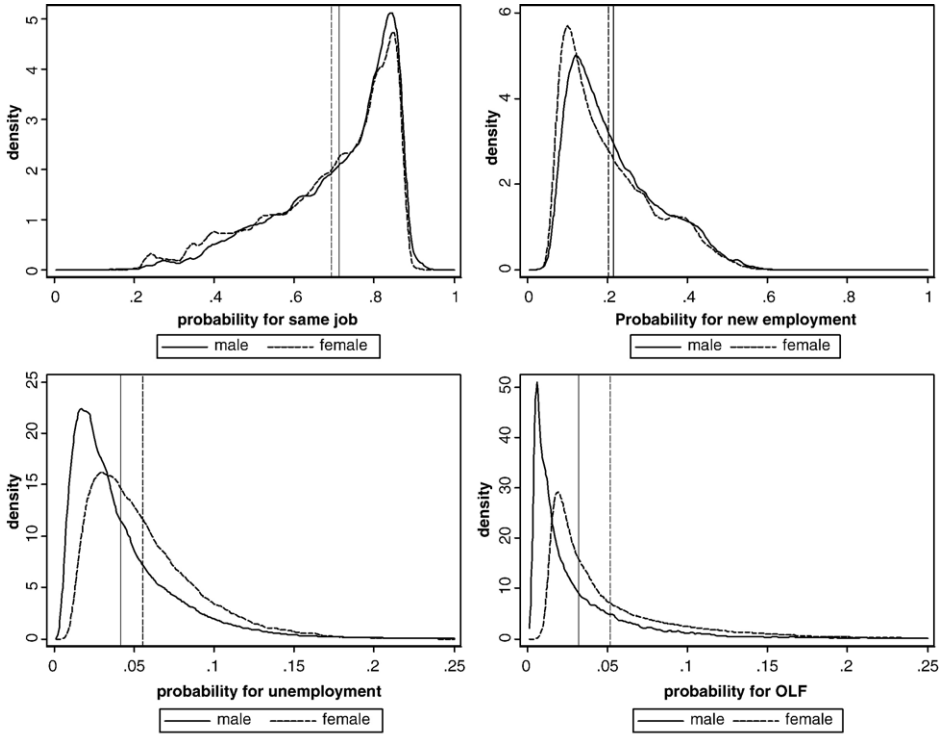 density
5
4
3
2
1
0
0 .2 .4 .6 .8 1
probability for same job
male female
density
6
4
2
0
0 .2 .4 .6 .8 1
Probability for new employment
male female
density
25
20
15
10
5
0
0 .05 .1 .15 .2 .25
probability for unemployment
male female
density
50
40
30
20
10
0
0 .05 .1 .15 .2 .25
probability for OLF
male female